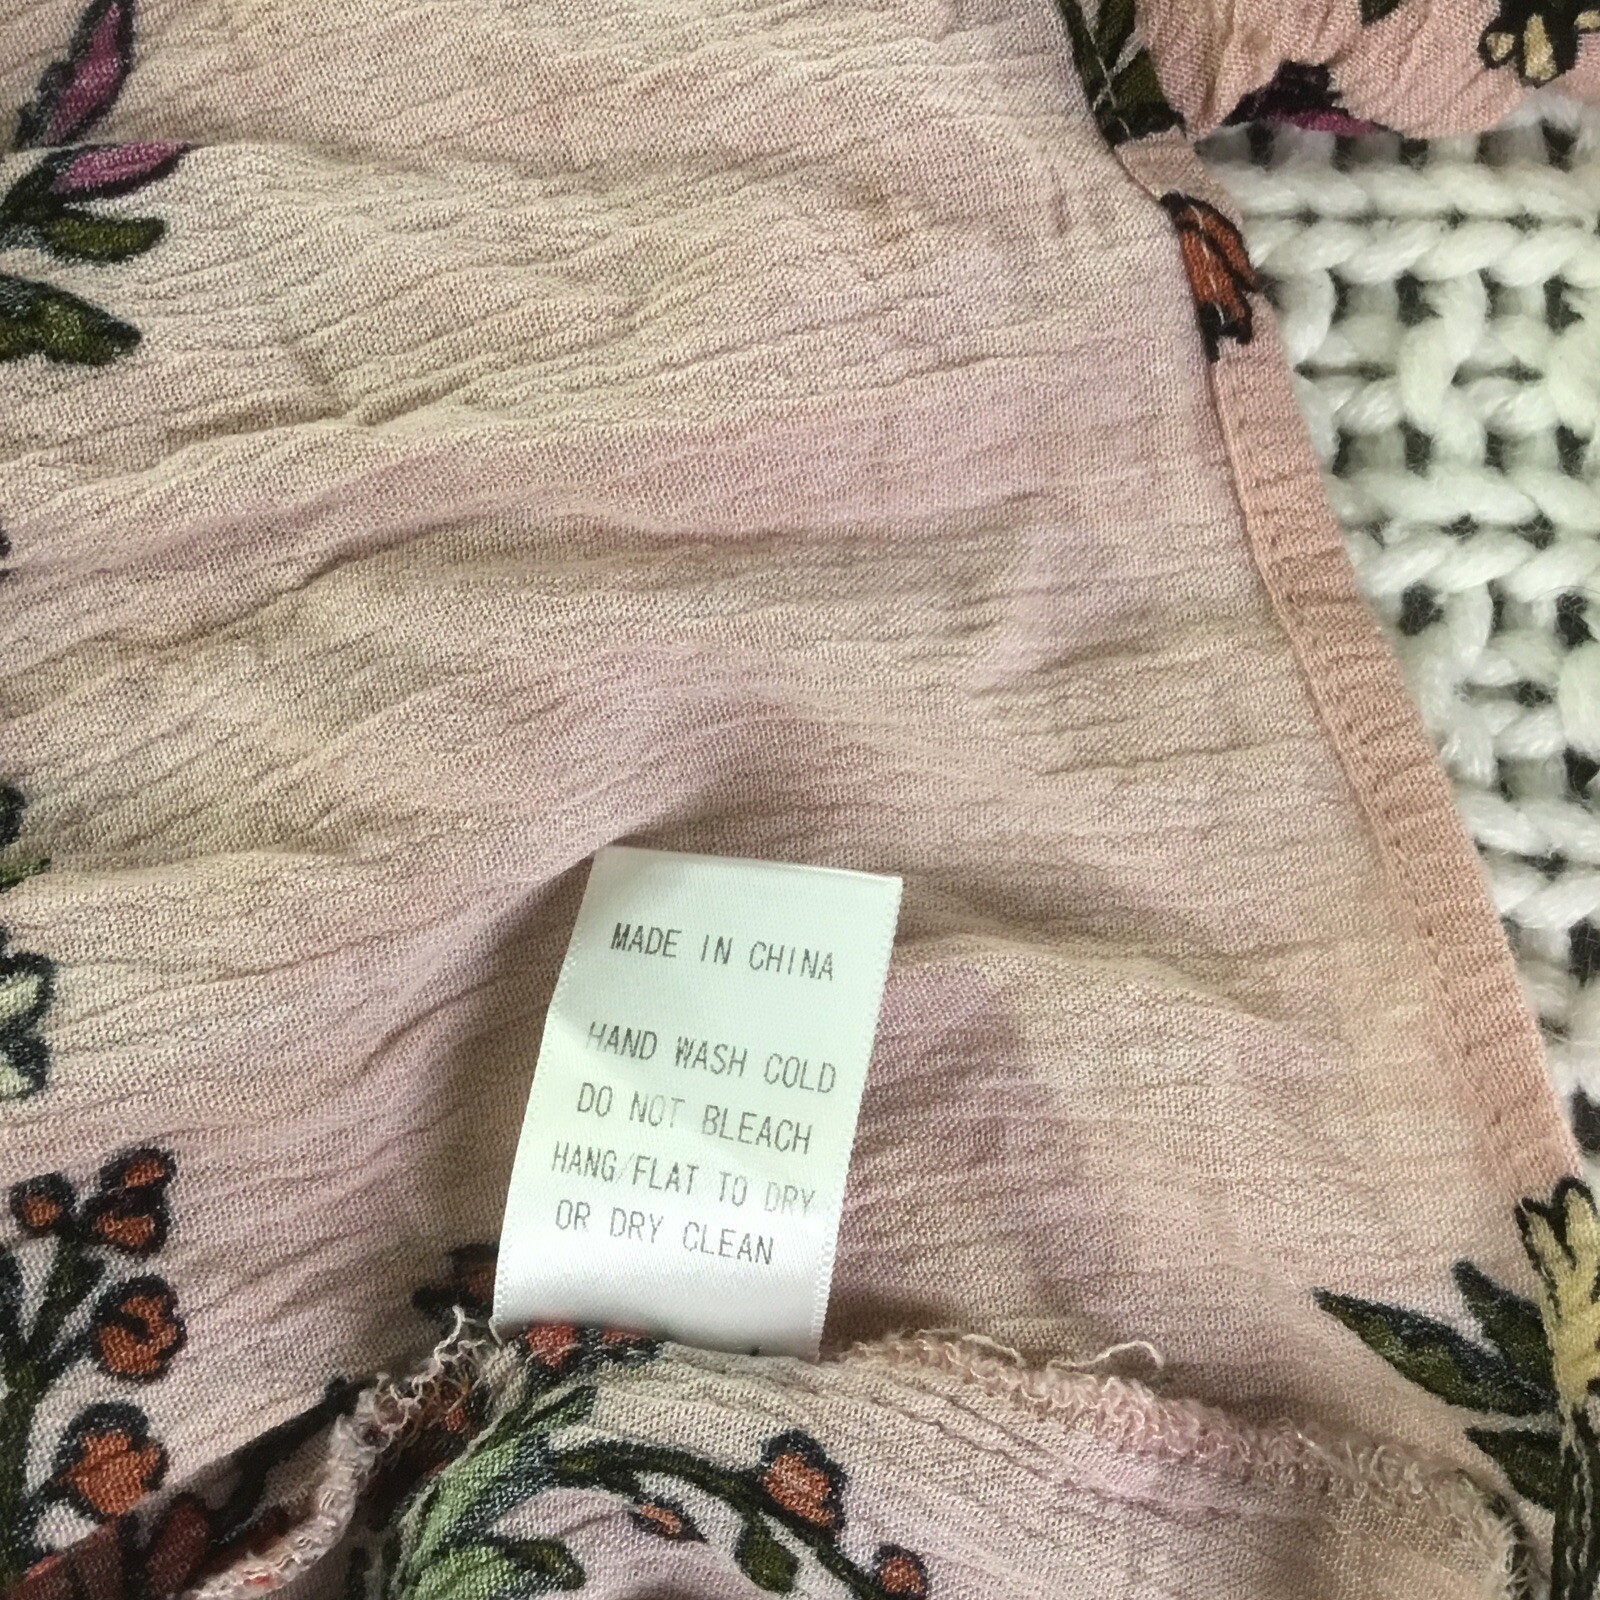 MADE IN CHINA
HAND WASH COLD
DO NOT BLEACH
HANG/FLAT TO DRY
OR DRY CLEAN